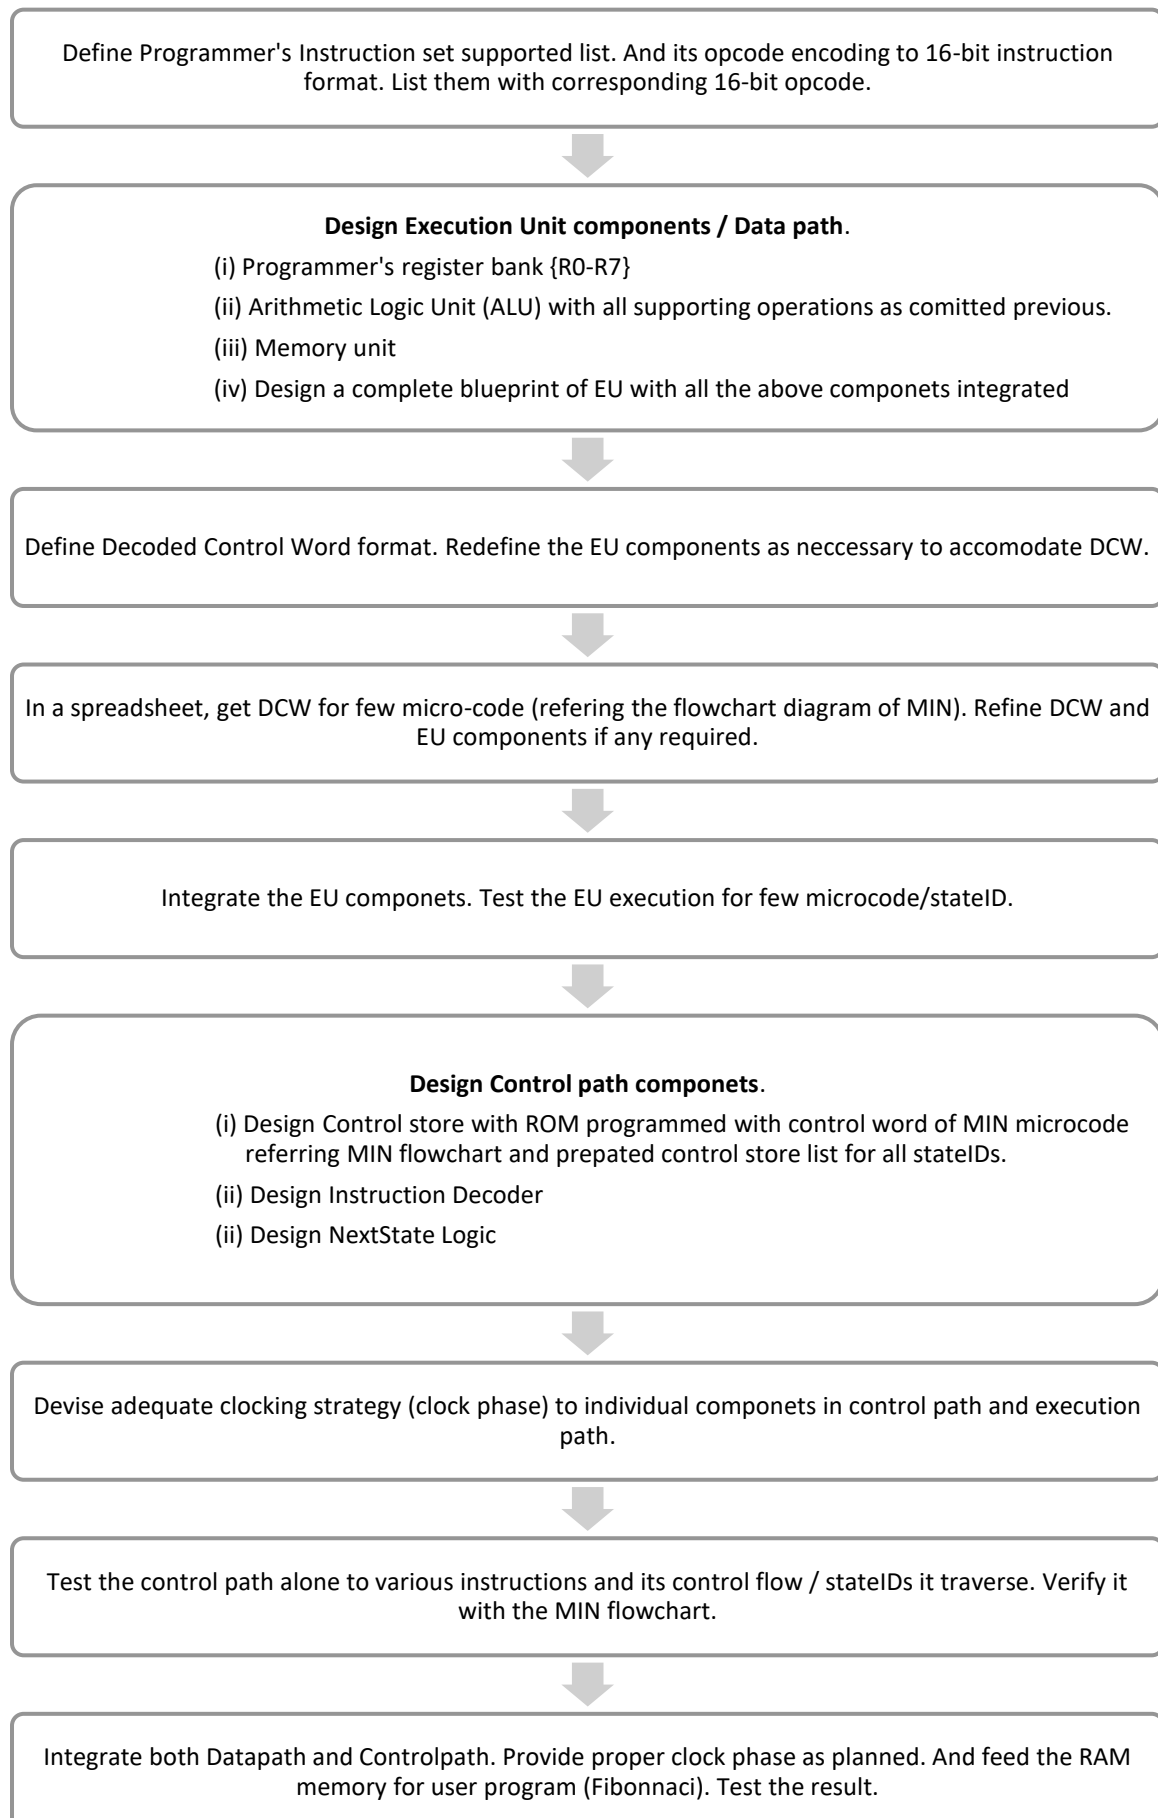 Define Programmer's Instruction set supported list. And its opcode encoding to 16-bit instruction
format. List them with corresponding 16-bit opcode.
Design Execution Unit components / Data path.
(i) Programmer's register bank {R0-R7}
(ii) Arithmetic Logic Unit (ALU) with all supporting operations as comitted previous.
(iii) Memory unit
(iv) Design a complete blueprint of EU with all the above componets integrated
Define Decoded Control Word format. Redefine the EU components as neccessary to accomodate DCW.
In a spreadsheet, get DCW for few micro-code (refering the flowchart diagram of MIN). Refine DCW and
EU components if any required.
Integrate the EU componets. Test the EU execution for few microcode/stateID.
Design Control path componets.
(i) Design Control store with ROM programmed with control word of MIN microcode
referring MIN flowchart and prepated control store list for all stateIDs.
(ii) Design Instruction Decoder
(ii) Design NextState Logic
Devise adequate clocking strategy (clock phase) to individual componets in control path and execution
path.
Test the control path alone to various instructions and its control flow / stateIDs it traverse. Verify it
with the MIN flowchart.
Integrate both Datapath and Controlpath. Provide proper clock phase as planned. And feed the RAM
memory for user program (Fibonnaci). Test the result.